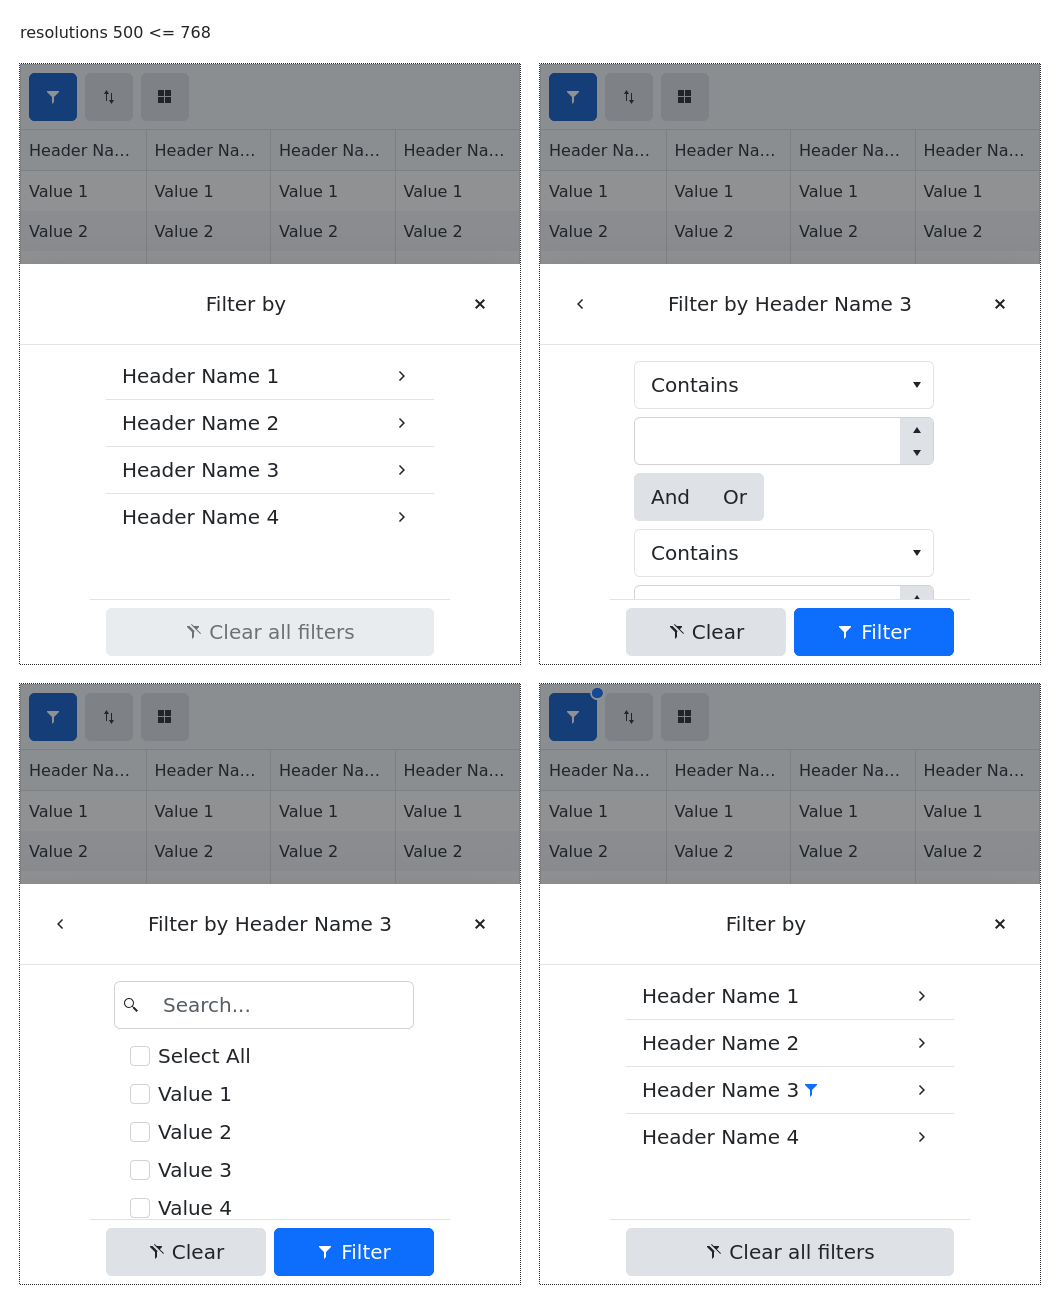 resolutions 500 <= 768
Header Na... Header Na... Header Na... Header Na...
Value 1 Value 1 Value 1 Value 1
Value 2 Value 2 Value 2 Value 2
Filter by
Header Name 1
Header Name 2
Header Name 3
Header Name 4
Clear all filters
Header Na... Header Na... Header Na... Header Na...
Value 1 Value 1 Value 1 Value 1
Value 2 Value 2 Value 2 Value 2
Filter by Header Name 3
Contains
And Or
Contains
Clear Filter
Header Na... Header Na... Header Na... Header Na...
Value 1 Value 1 Value 1 Value 1
Value 2 Value 2 Value 2 Value 2
Filter by Header Name 3
Search...
Select All
Value 1
Value 2
Value 3
Value 4
Clear Filter
Header Na... Header Na... Header Na... Header Na...
Value 1 Value 1 Value 1 Value 1
Value 2 Value 2 Value 2 Value 2
Filter by
Header Name 1
Header Name 2
Header Name 3
Header Name 4
Clear all filters